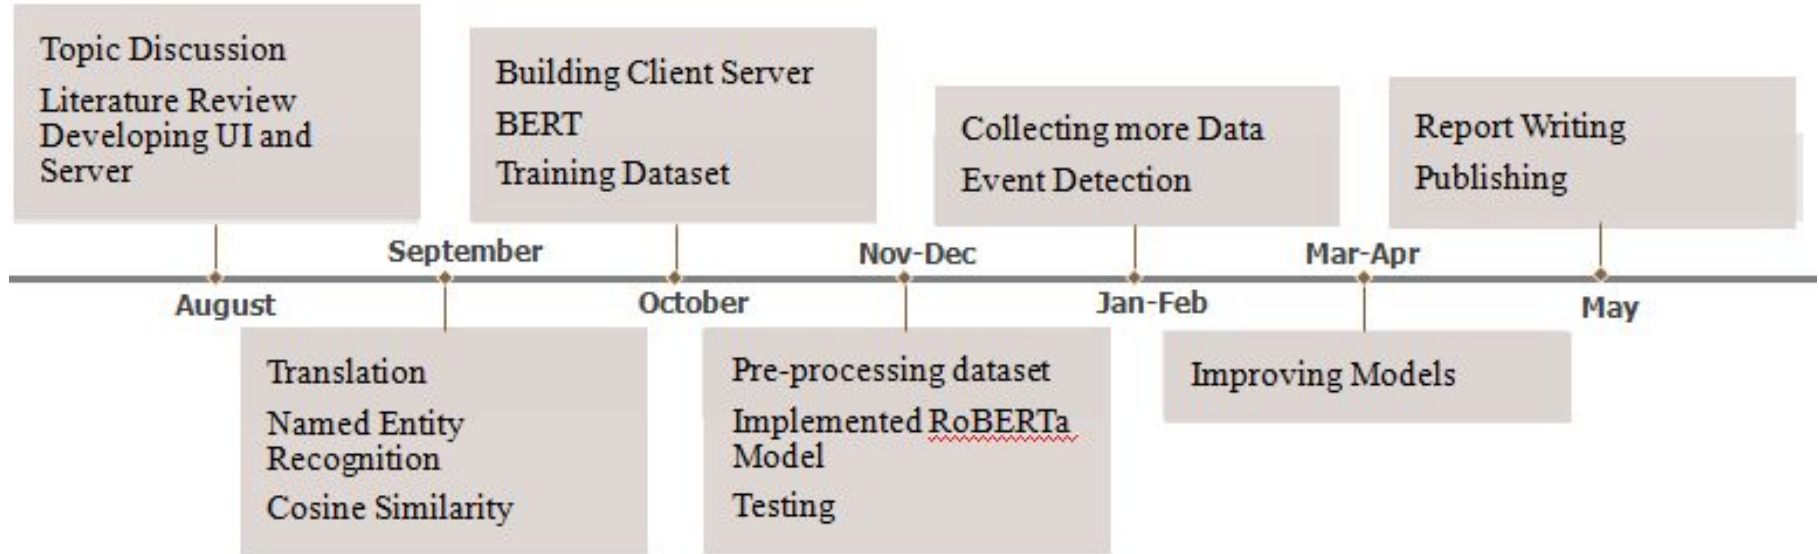 Topic Discussion
Literature Review
Developing UI and
Server
August
September
Translation
Named Entity
Recognition
Cosine Similarity
Building Client Server
BERT
Training Dataset
October
Nov-Dec
Pre-processing dataset
Implemented RoBERTa
Model
Testing
Collecting more Data
Event Detection
Jan-Feb
Mar-Apr
Improving Models
Report Writing
Publishing
May